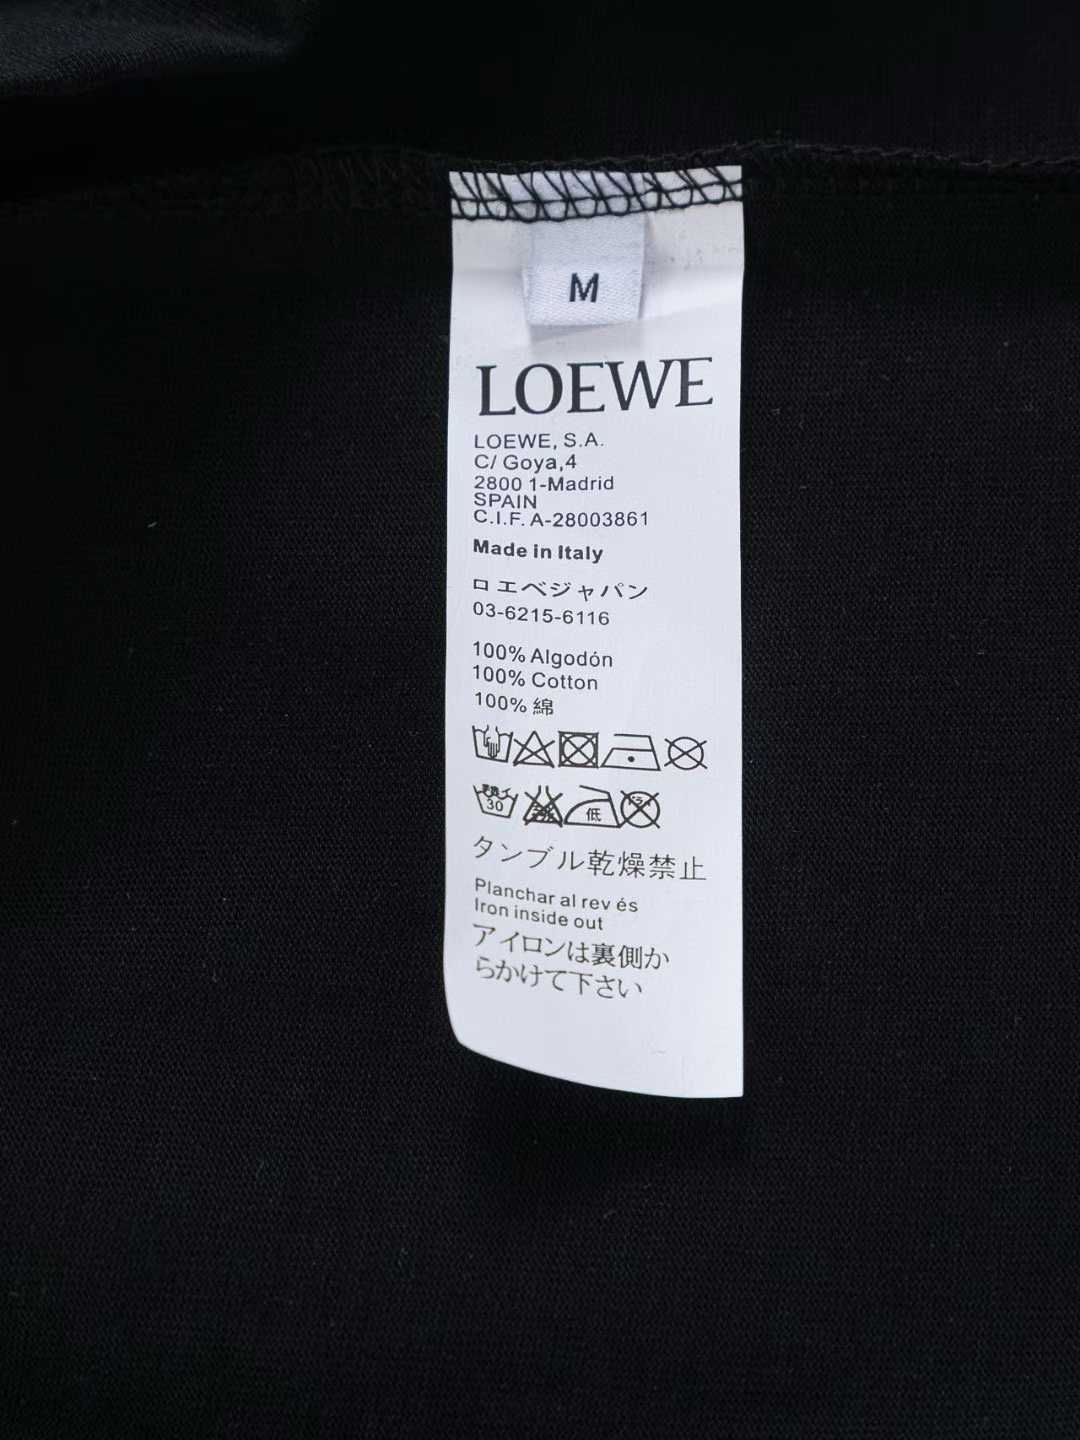 M
LOEWE
LOEWE, S.A.
C/ Goya,4
2800 1-Madrid
SPAIN
C.I.F. A-28003861
Made in Italy
ロエベジャパン
03-6215-6116
100% Algodón
100% Cotton
100% 綿
30
低
タンブル乾燥禁止
Planchar al rev és
Iron inside out
アイロンは裏側か
らかけて下さい